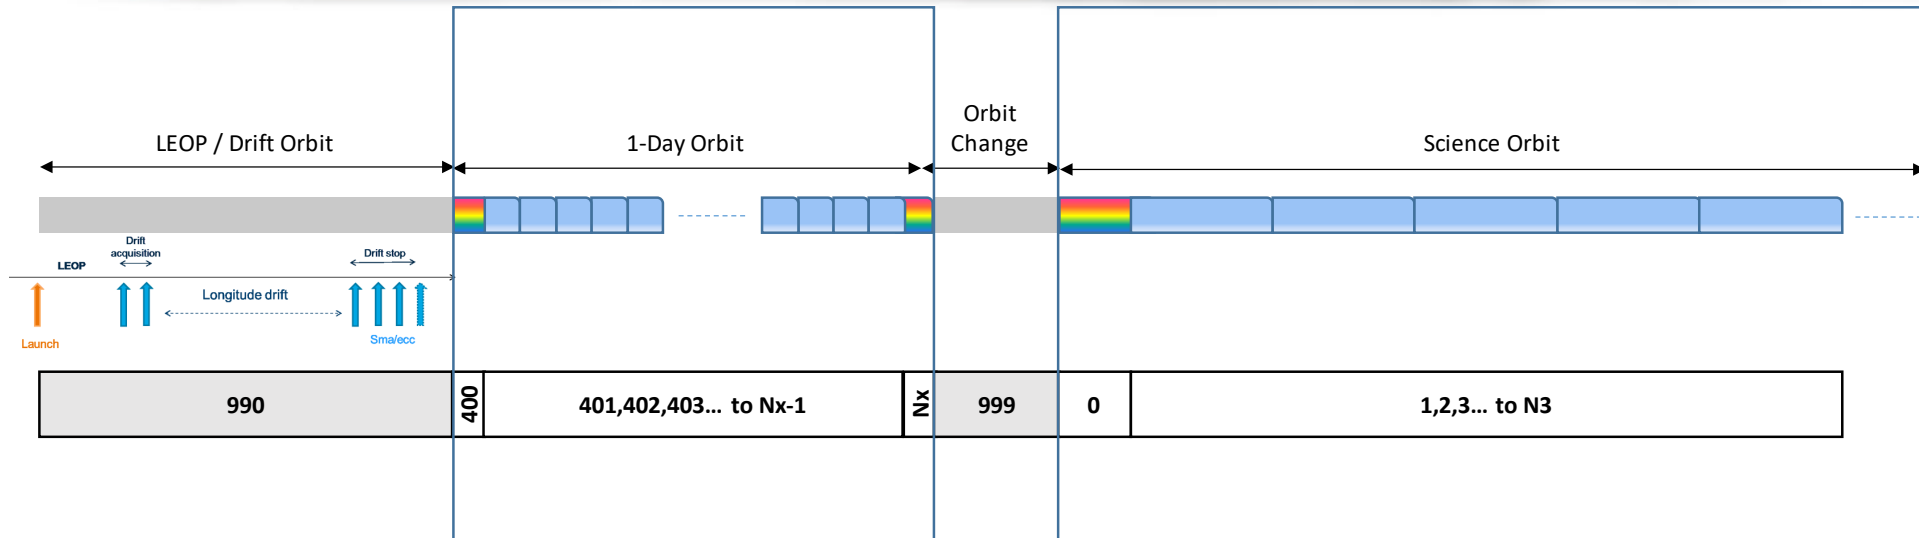 LEOP / Drift Orbit
1-Day Orbit
Orbit
Change
Science Orbit
Drift
acquisition
Drift stop
LEOP
Longitude drift
Launch
Sma/ecc
990
400
401,402,403... to Nx-1
Nx
999
0
1,2,3... to N3